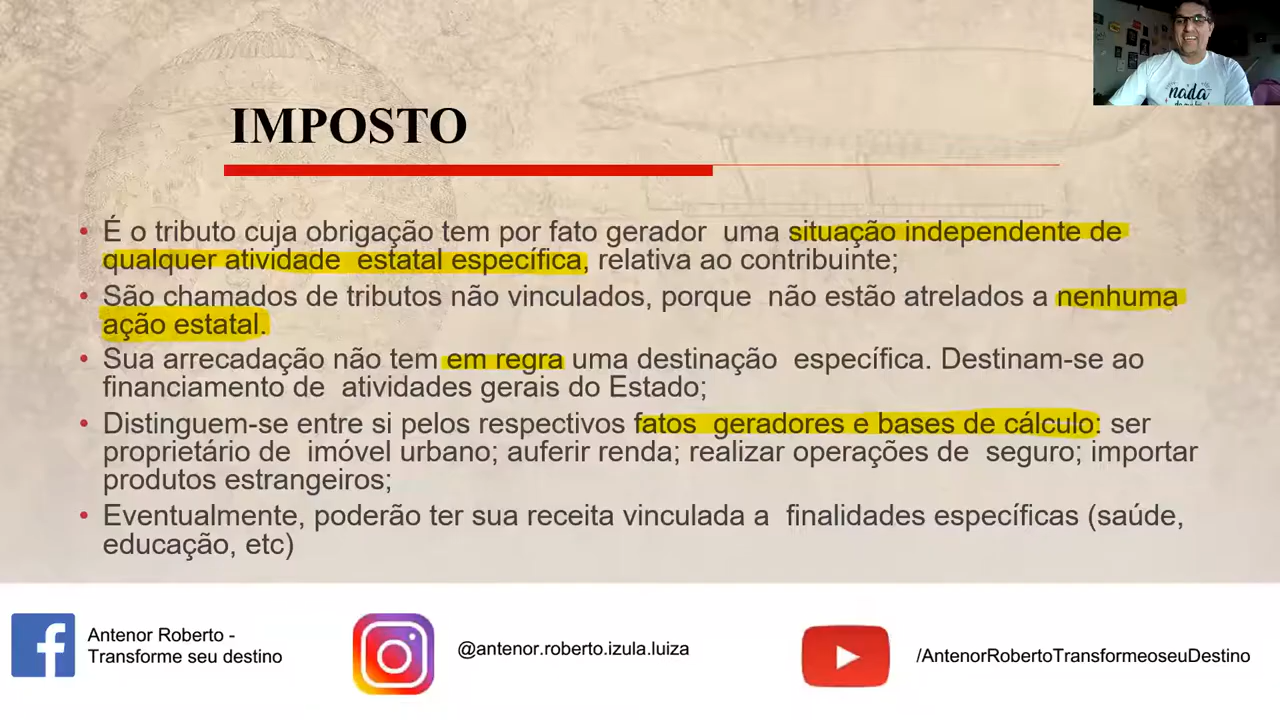 IMPOSTO
nada
• É o tributo cuja obrigação tem por fato gerador uma situação independente de
qualquer atividade estatal específica, relativa ao contribuinte;
• São chamados de tributos não vinculados, porque não estão atrelados a nenhuma
ação estatal.
• Sua arrecadação não tem em regra uma destinação específica. Destinam-se ao
financiamento de atividades gerais do Estado;
• Distinguem-se entre si pelos respectivos fatos geradores e bases de cálculo: ser
proprietário de imóvel urbano; auferir renda; realizar operações de seguro; importar
produtos estrangeiros;
• Eventualmente, poderão ter sua receita vinculada a finalidades específicas (saúde,
educação, etc)
Antenor Roberto -
Transforme seu destino
@antenor.roberto.izula.luiza
/AntenorRobertoTransformeoseuDestino